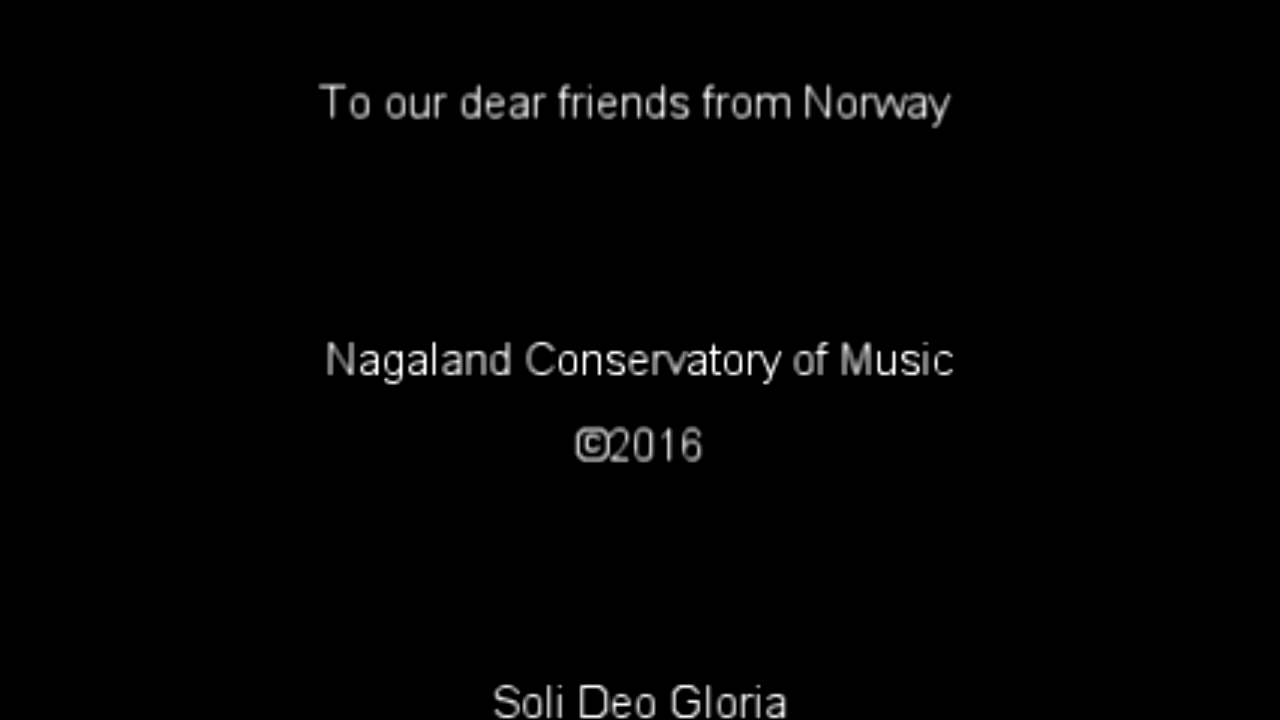 To our dear friends from Norway
Nagaland Conservatory of Music
©2016
Soli Deo Gloria